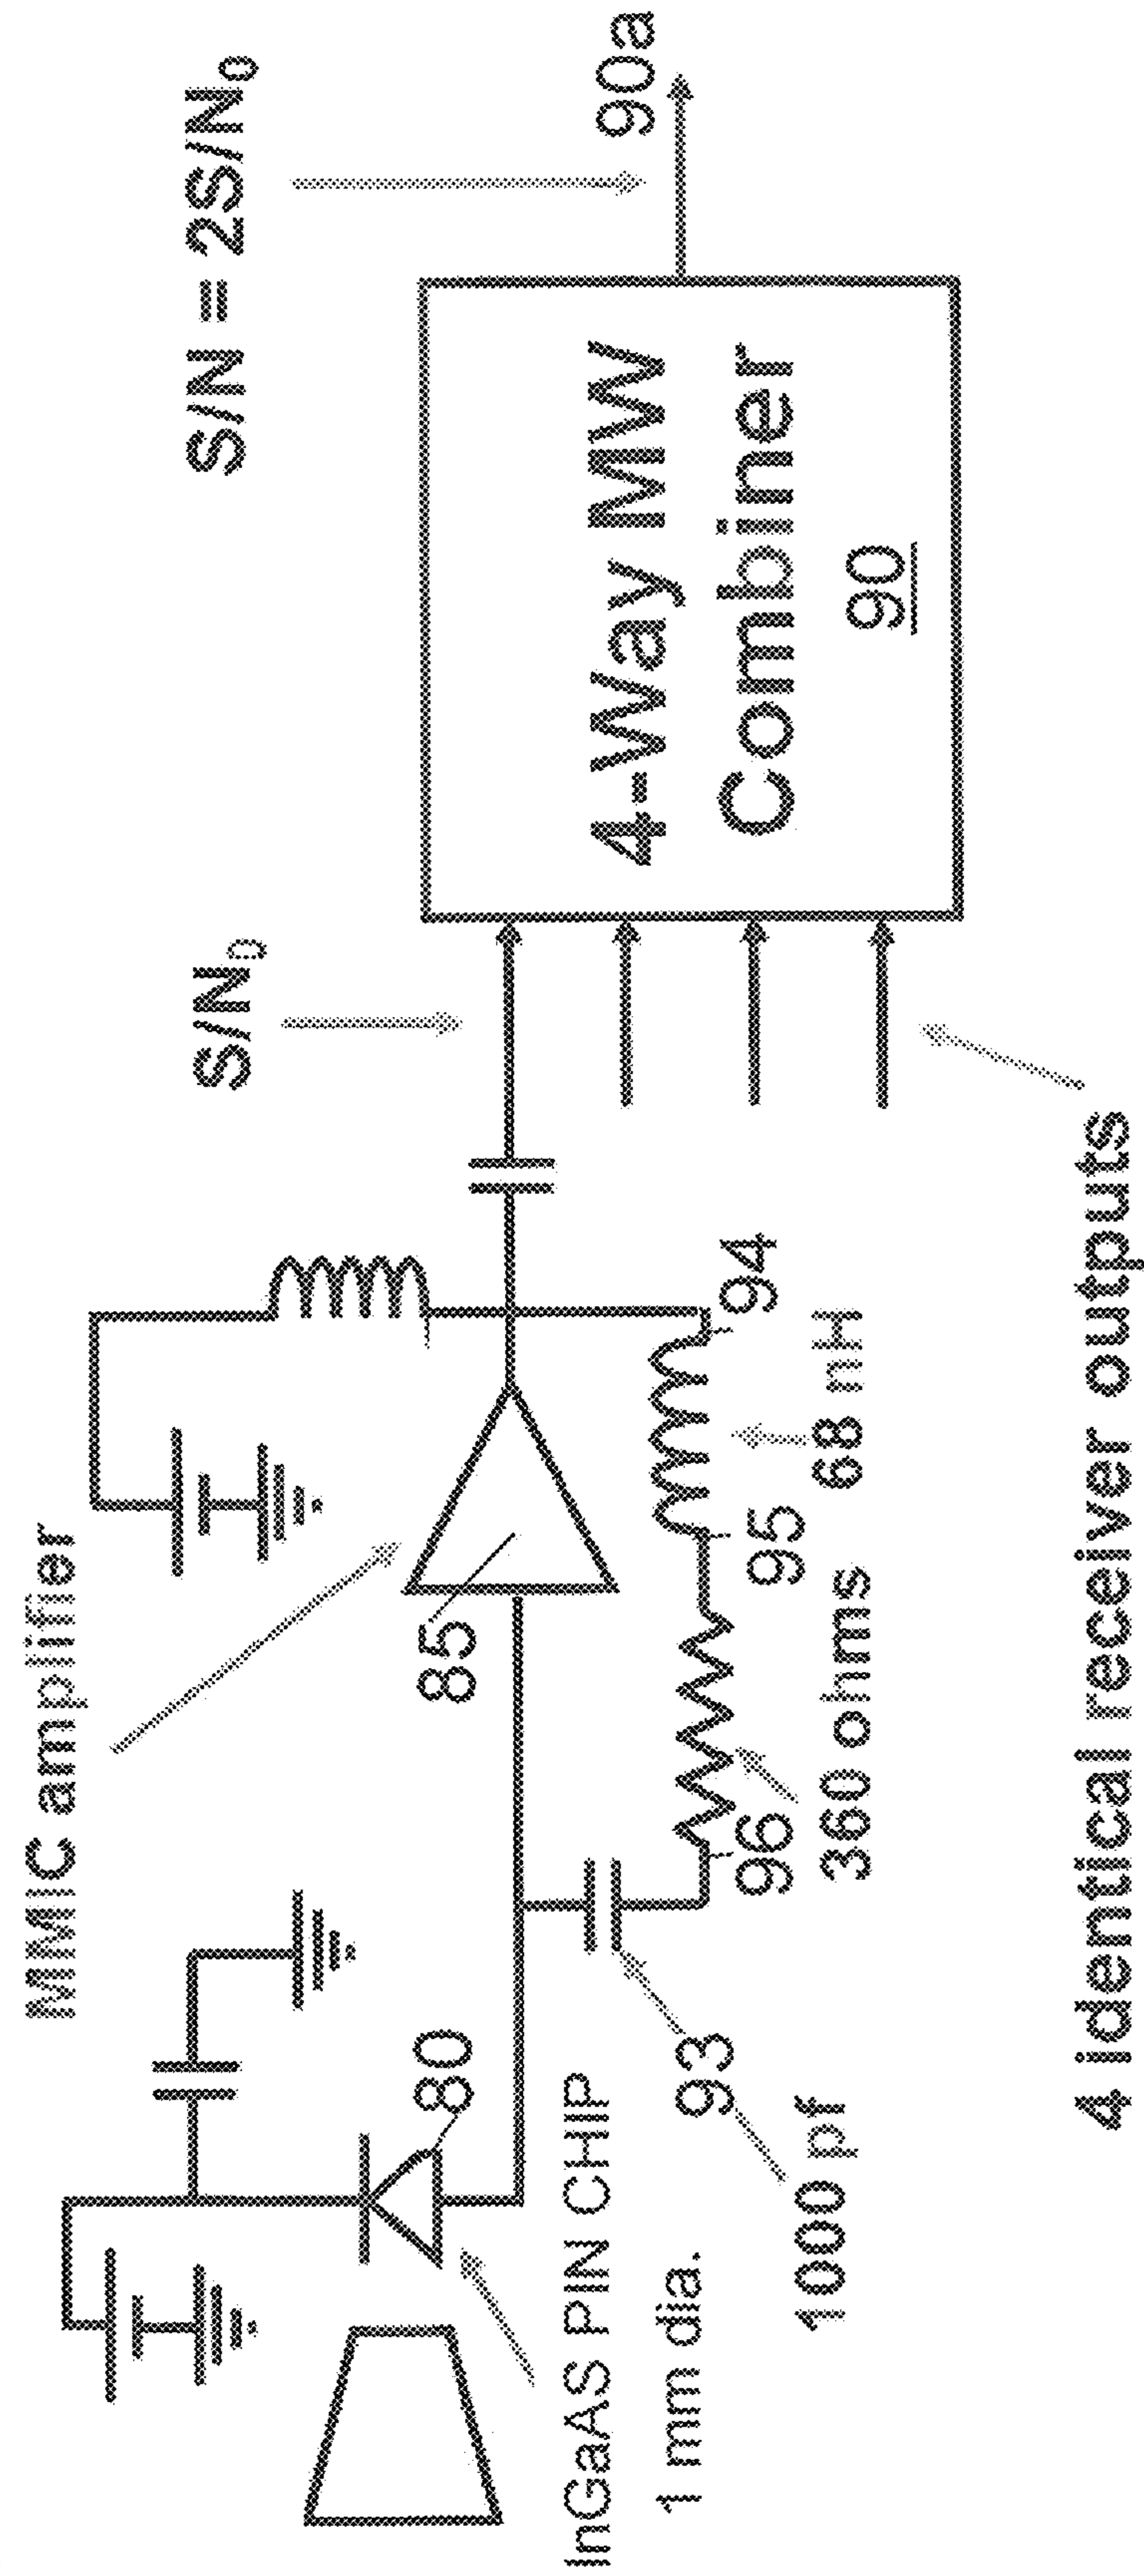 MMIC amplifier
S/N₀
S/N = 2S/N₀
90a
80
85
4-Way MW
Combiner
90
InGaAS PIN CHIP
1 mm dia.
93
1000 pf
96
360 ohms
95
68 nH
94
4 identical receiver outputs